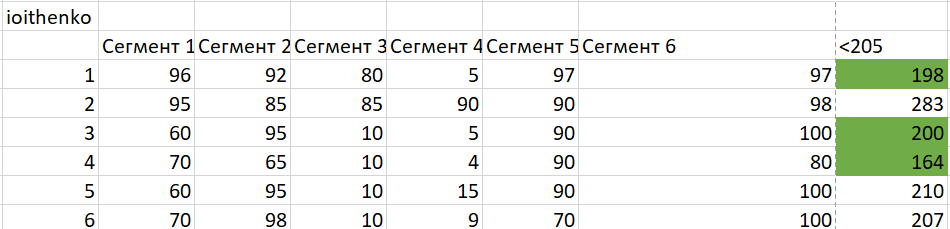 ioithenko
Сегмент 1 Сегмент 2 Сегмент 3 Сегмент 4 Сегмент 5 Сегмент 6 <205
1 96 92 80 5 97 97 198
2 95 85 85 90 90 98 283
3 60 95 10 5 90 100 200
4 70 65 10 4 90 80 164
5 60 95 10 15 90 100 210
6 70 98 10 9 70 100 207